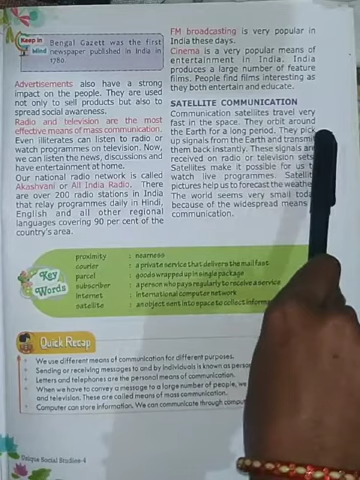 Keep in Mind
Bengal Gazett was the first
newspaper published in India in
1780.
Advertisements also have a strong
impact on the people. They are used
not only to sell products but also to
spread social awareness.
Radio and television are the most
effective means of mass communication.
Even illiterates can listen to radio or
watch programmes on television. Now,
we can listen the news, discussions and
have entertainment at home.
Our national radio network is called
Akashvani or All India Radio. There
are over 200 radio stations in India
that relay programmes daily in Hindi,
English and all other regional
languages covering 90 per cent of the
country's area.
FM broadcasting is very popular in
India these days.
Cinema is a very popular means of
entertainment in India. India
produces a large number of feature
films. People find films interesting as
they both entertain and educate.
SATELLITE COMMUNICATION
Communication satellites travel very
fast in the space. They orbit around
the Earth for a long period. They pick
up signals from the Earth and transmit
them back instantly. These signals are
received on radio or television sets
Satellites make it possible for us
watch live programmes.
pictures help us to forecast the
The world seems very small
because of the widespread means
communication.
Key Words
proximity : nearness
courier : a private service that delivers the mail fast
parcel : goods wrapped up in single package
subscriber : a person who pays regularly to receive a service
internet : international computer network
satellite : an object sent into space to collect
Quick Recap
We use different means of communication for different purposes.
Sending or receiving messages to and by individuals is known as
Letters and telephones are the personal means of communication.
When we have to convey a message to a large number of people, we
and television. These are called means of mass communication.
Computer can store information. We can communicate through
Unique Social Studies-4